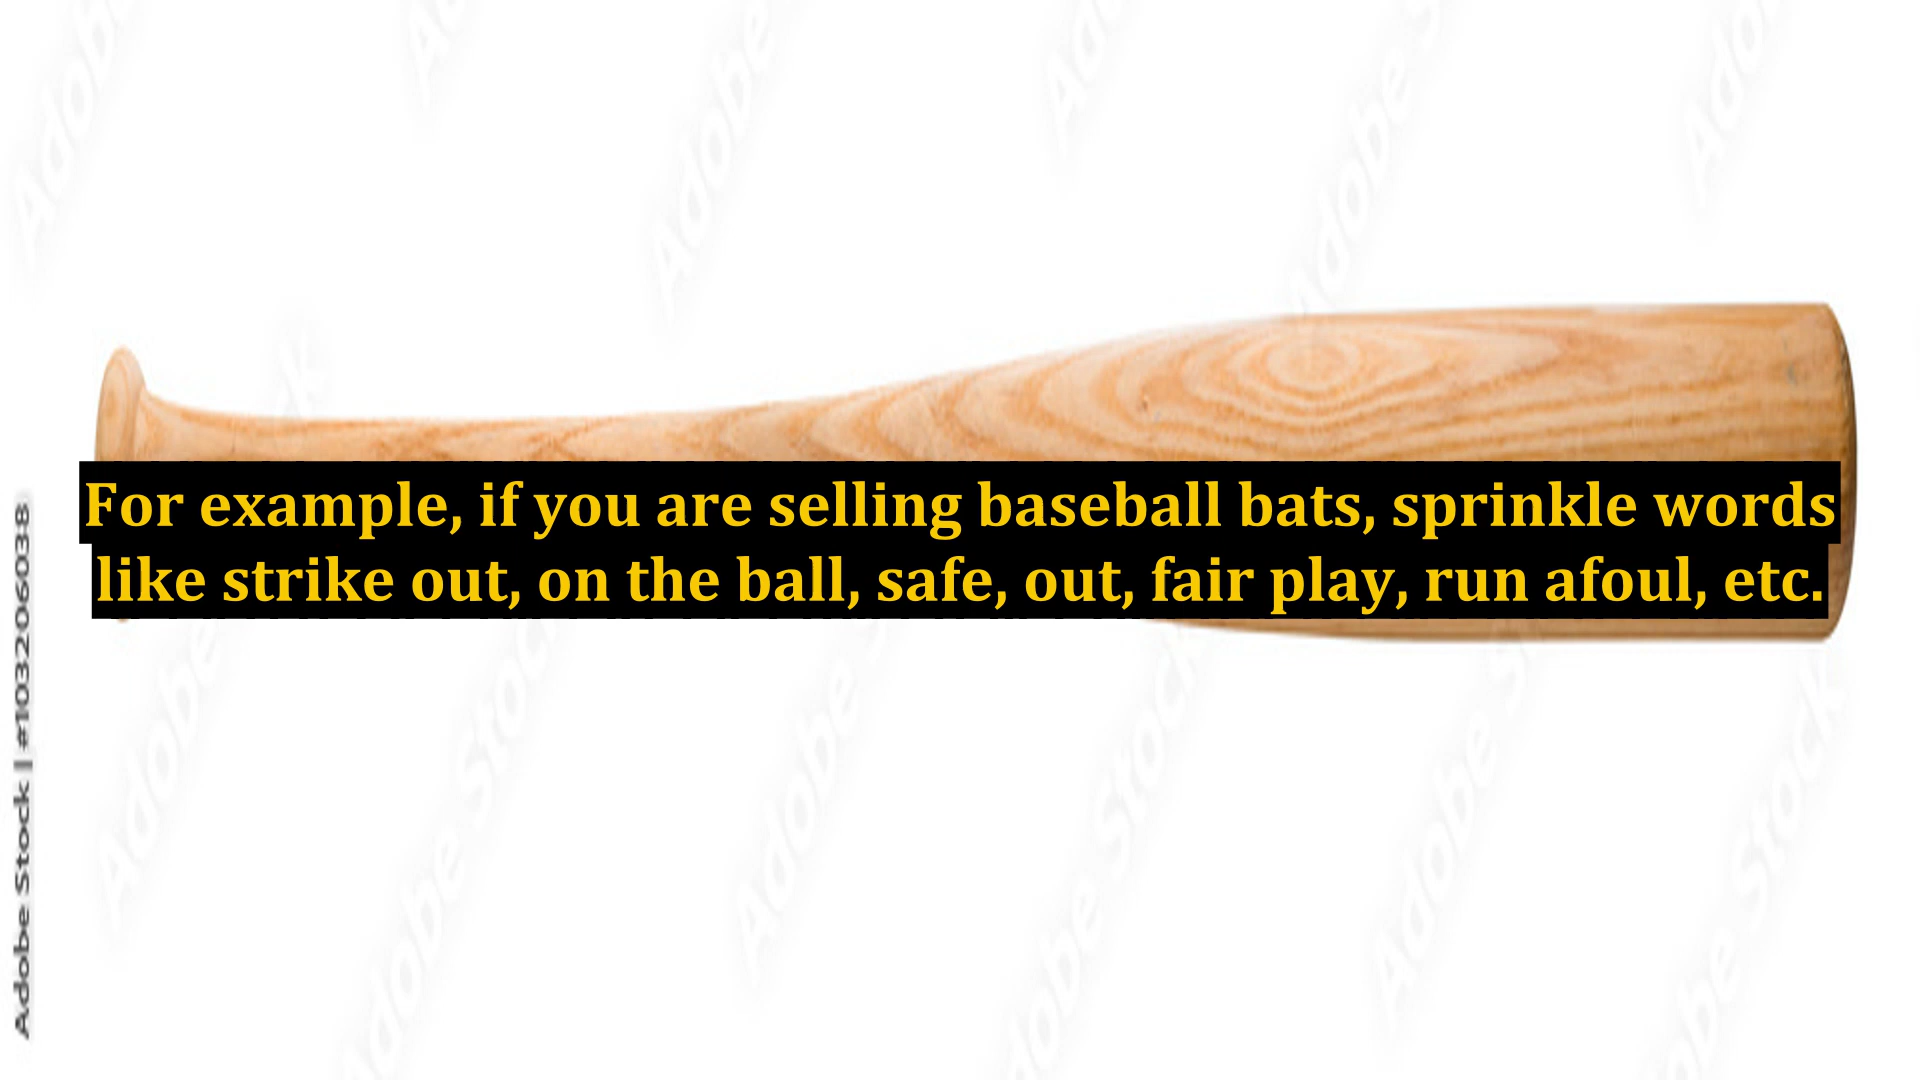 For example, if you are selling baseball bats, sprinkle words
like strike out, on the ball, safe, out, fair play, run afoul, etc.
Adobe Stock | #103206038